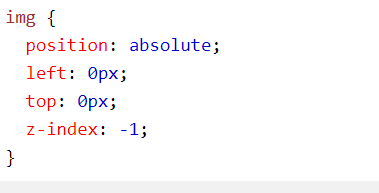 img {
  position: absolute;
  left: 0px;
  top: 0px;
  z-index: -1;
}